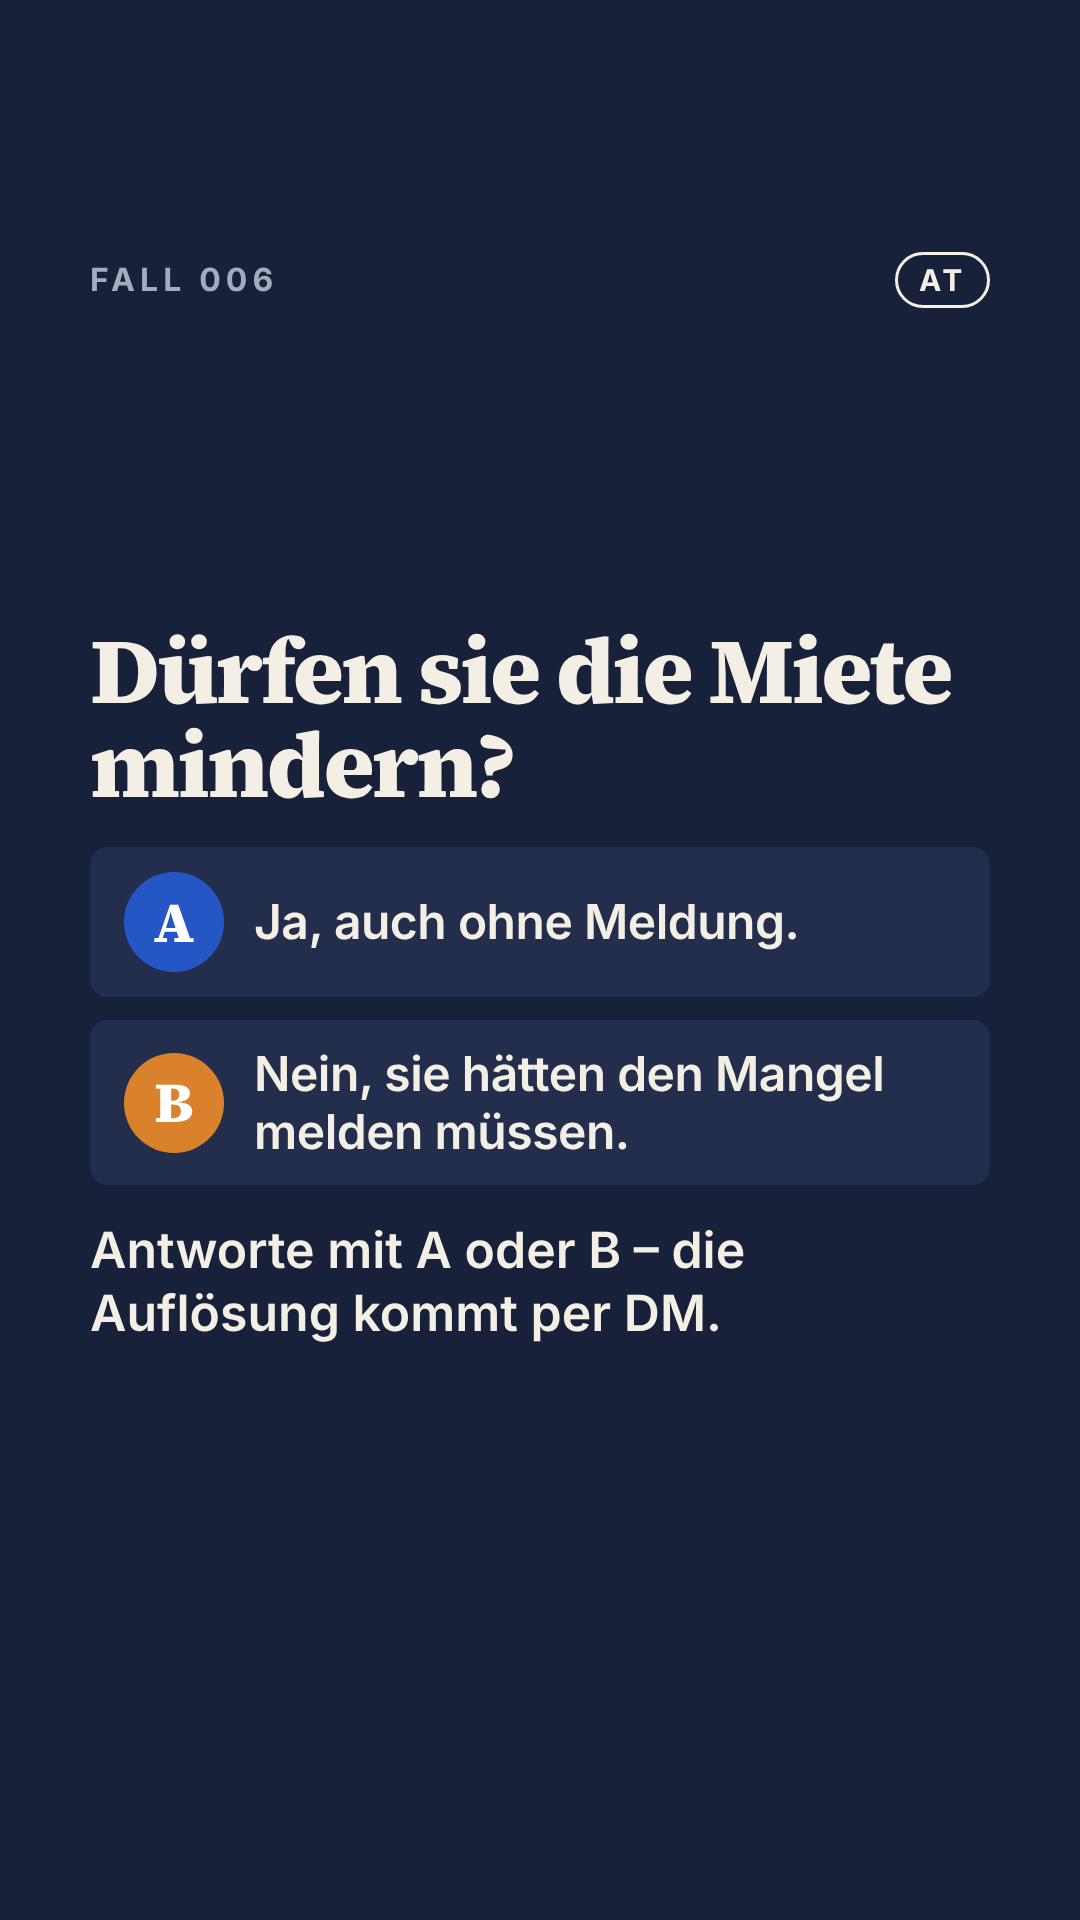 FALL 006
AT
Dürfen sie die Miete
mindern?
A
Ja, auch ohne Meldung.
B
Nein, sie hätten den Mangel
melden müssen.
Antworte mit A oder B – die
Auflösung kommt per DM.